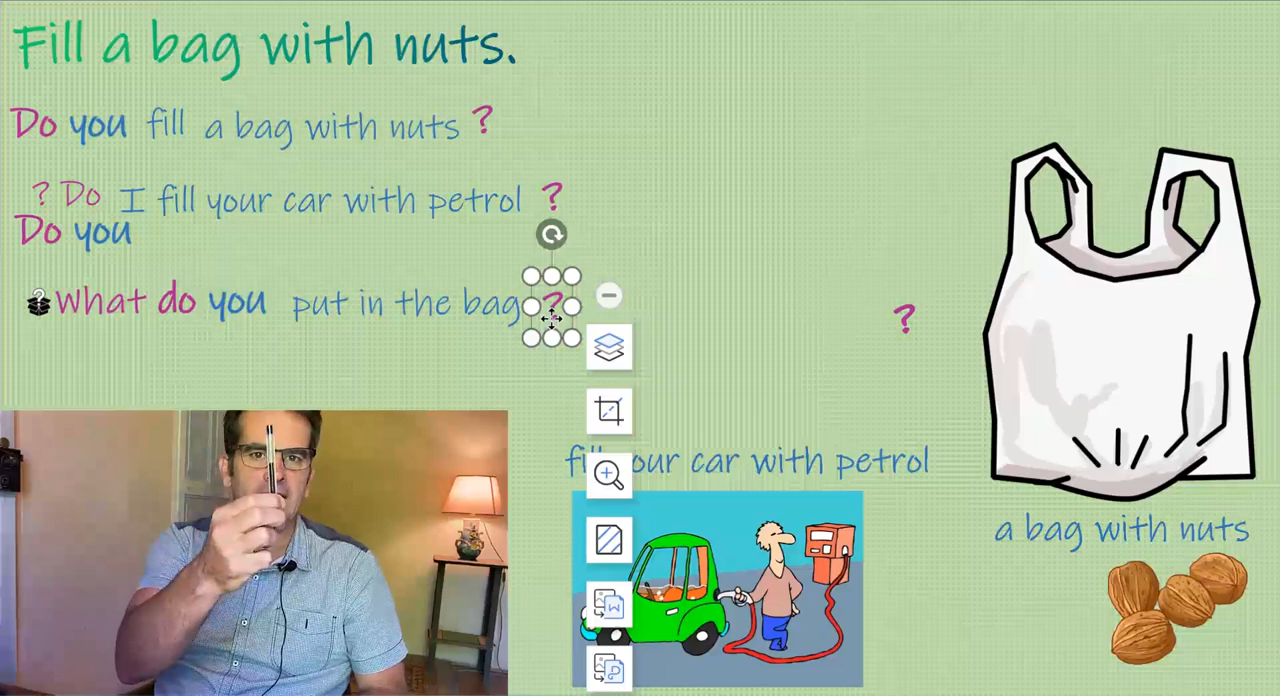 Fill a bag with nuts.
Do you fill a bag with nuts ?
? Do I fill your car with petrol ?
Do you
What do you put in the bag ?
?
your car with petrol
a bag with nuts